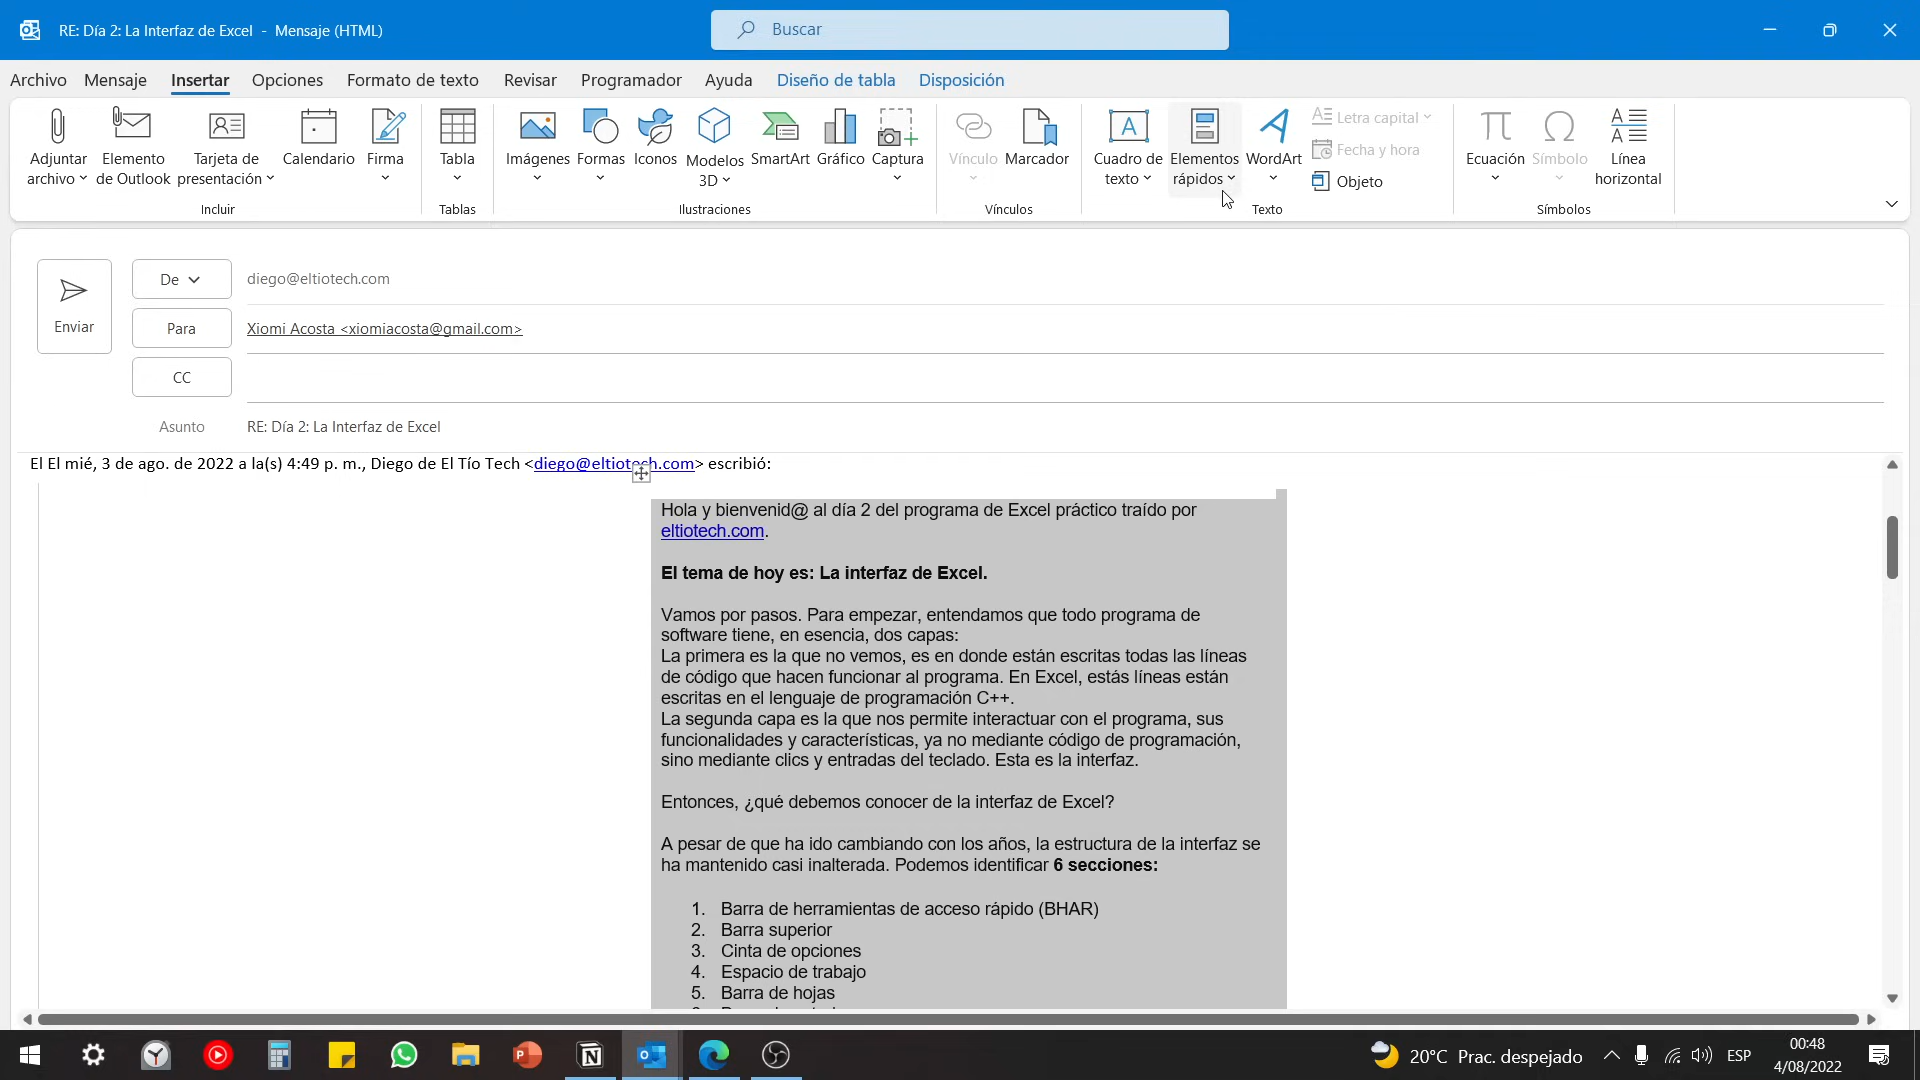 RE: Día 2: La Interfaz de Excel - Mensaje (HTML)
Buscar
Archivo Mensaje Insertar Opciones Formato de texto Revisar Programador Ayuda Diseño de tabla Disposición
Adjuntar archivo
Elemento de Outlook
Tarjeta de presentación
Calendario
Firma
Incluir
Tabla
Tablas
Imágenes
Formas
Iconos
Modelos 3D
SmartArt
Gráfico
Captura
Ilustraciones
Vínculo
Marcador
Vínculos
Cuadro de texto
Elementos rápidos
WordArt
Letra capital
Fecha y hora
Objeto
Texto
Ecuación
Símbolo
Línea horizontal
Símbolos
Enviar
De diego@eltiotech.com
Para Xiomi Acosta <xiomiacosta@gmail.com>
CC
Asunto RE: Día 2: La Interfaz de Excel
El El mié, 3 de ago. de 2022 a la(s) 4:49 p. m., Diego de El Tío Tech <diego@eltiotech.com> escribió:
Hola y bienvenid@ al día 2 del programa de Excel práctico traído por
eltiotech.com.
El tema de hoy es: La interfaz de Excel.
Vamos por pasos. Para empezar, entendamos que todo programa de
software tiene, en esencia, dos capas:
La primera es la que no vemos, es en donde están escritas todas las líneas
de código que hacen funcionar al programa. En Excel, estás líneas están
escritas en el lenguaje de programación C++.
La segunda capa es la que nos permite interactuar con el programa, sus
funcionalidades y características, ya no mediante código de programación,
sino mediante clics y entradas del teclado. Esta es la interfaz.
Entonces, ¿qué debemos conocer de la interfaz de Excel?
A pesar de que ha ido cambiando con los años, la estructura de la interfaz se
ha mantenido casi inalterada. Podemos identificar 6 secciones:
1. Barra de herramientas de acceso rápido (BHAR)
2. Barra superior
3. Cinta de opciones
4. Espacio de trabajo
5. Barra de hojas
20°C Prac. despejado
ESP
00:48
4/08/2022